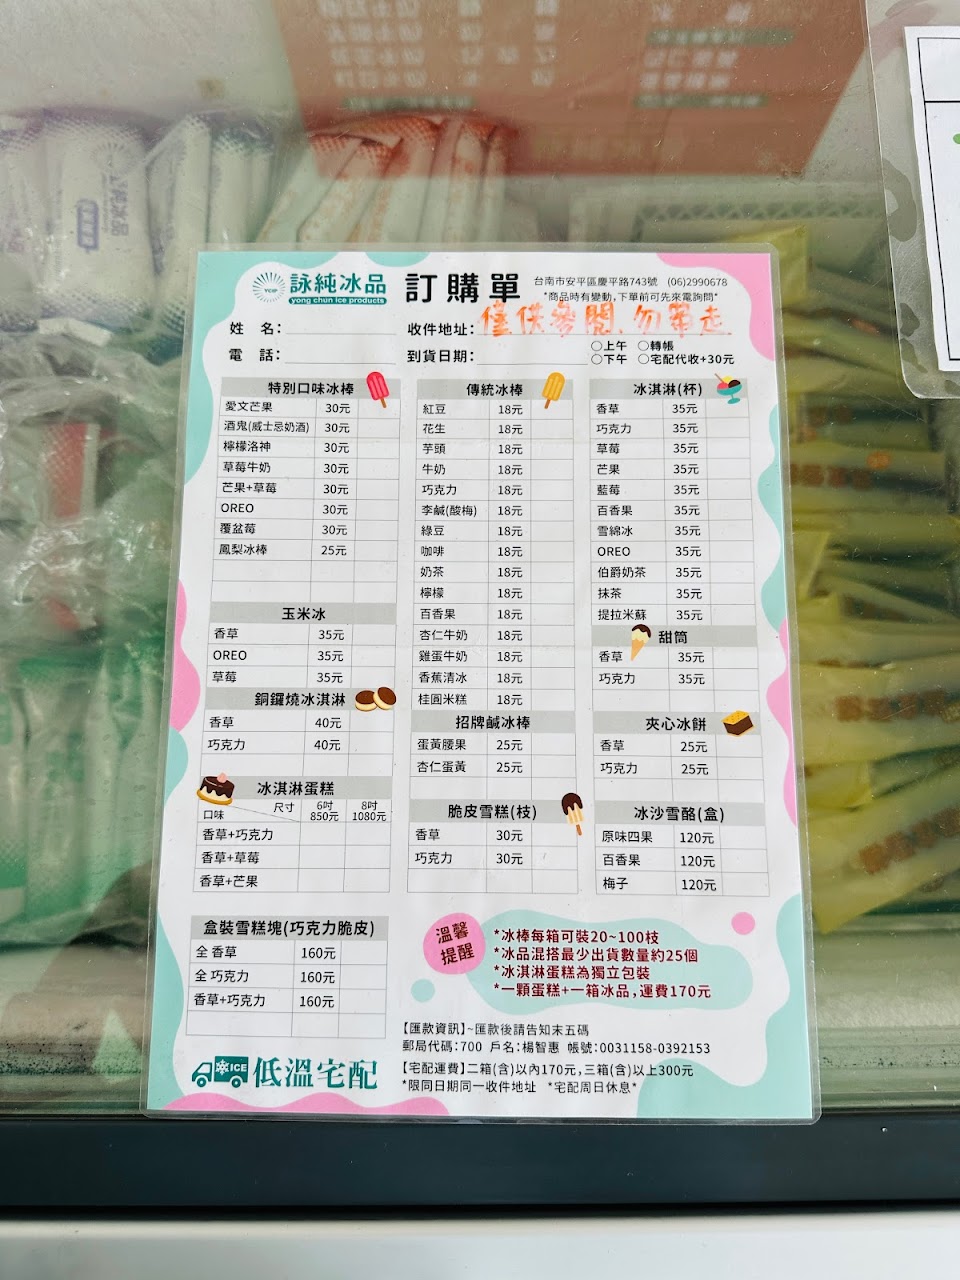 詠純冰品
yong chun ice products
YCIP
訂購單
台南市安平區慶平路743號 (06)2990678
*商品時有變動,下單前可先來電詢問*
僅供參閱、勿帶走
姓 名:
收件地址:
電 話:
到貨日期:
○上午 ○轉帳
○下午 ○宅配代收+30元
特別口味冰棒
愛文芒果 30元
酒鬼(威士忌奶酒) 30元
檸檬洛神 30元
草莓牛奶 30元
芒果+草莓 30元
OREO 30元
覆盆莓 30元
鳳梨冰棒 25元
玉米冰
香草 35元
OREO 35元
草莓 35元
銅鑼燒冰淇淋
香草 40元
巧克力 40元
冰淇淋蛋糕
口味 尺寸 6吋 850元 8吋 1080元
香草+巧克力
香草+草莓
香草+芒果
盒裝雪糕塊(巧克力脆皮)
全 香草 160元
全 巧克力 160元
香草+巧克力 160元
傳統冰棒
紅豆 18元
花生 18元
芋頭 18元
牛奶 18元
巧克力 18元
李鹹(酸梅) 18元
綠豆 18元
咖啡 18元
奶茶 18元
檸檬 18元
百香果 18元
杏仁牛奶 18元
雞蛋牛奶 18元
香蕉清冰 18元
桂圓米糕 18元
招牌鹹冰棒
蛋黃腰果 25元
杏仁蛋黃 25元
脆皮雪糕(枝)
香草 30元
巧克力 30元
冰淇淋(杯)
香草 35元
巧克力 35元
草莓 35元
芒果 35元
藍莓 35元
百香果 35元
雪綿冰 35元
OREO 35元
伯爵奶茶 35元
抹茶 35元
提拉米蘇 35元
甜筒
香草 35元
巧克力 35元
夾心冰餅
香草 25元
巧克力 25元
冰沙雪酪(盒)
原味四果 120元
百香果 120元
梅子 120元
溫馨
提醒
*冰棒每箱可裝20~100枝
*冰品混搭最少出貨數量約25個
*冰淇淋蛋糕為獨立包裝
*一顆蛋糕+一箱冰品,運費170元
ICE
低溫宅配
【匯款資訊】~匯款後請告知末五碼
郵局代碼:700 戶名:楊智惠 帳號:0031158-0392153
【宅配運費】二箱(含)以內170元,三箱(含)以上300元
*限同日期同一收件地址 *宅配周日休息*